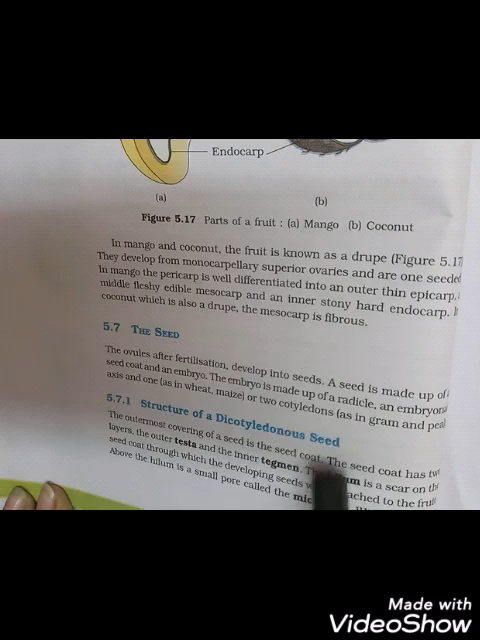 Endocarp
(a)
(b)
Figure 5.17 Parts of a fruit : (a) Mango (b) Coconut
In mango and coconut, the fruit is known as a drupe (Figure 5.17
They develop from monocarpellary superior ovaries and are one seeded
In mango the pericarp is well differentiated into an outer thin epicarp,
middle fleshy edible mesocarp and an inner stony hard endocarp.
coconut which is also a drupe, the mesocarp is fibrous.
5.7 THE SEED
The ovules after fertilisation, develop into seeds. A seed is made up of
seed coat and an embryo. The embryo is made up of a radicle, an embryonal
axis and one (as in wheat, maize) or two cotyledons (as in gram and pea)
5.7.1 Structure of a Dicotyledonous Seed
The outermost covering of a seed is the seed coat. The seed coat has
layers, the outer testa and the inner tegmen. is a scar on the
seed coat through which the developing seeds to the fruit
Above the hilum is a small pore called the
Made with
VideoShow